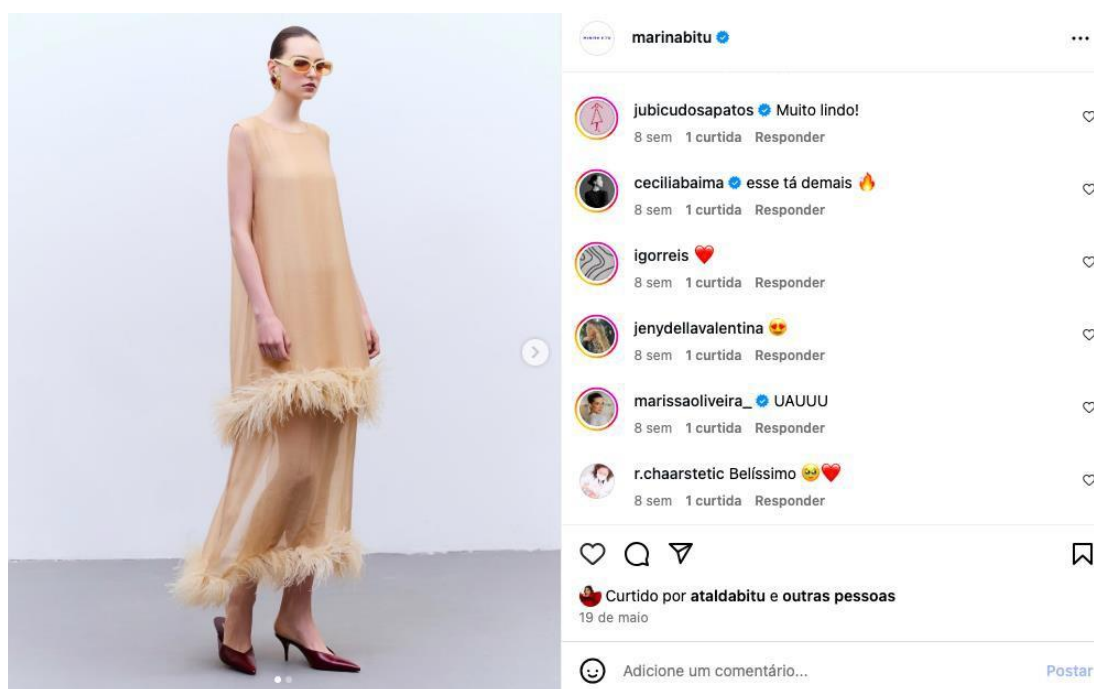 marinabitu
jubicudosapatos Muito lindo!
8 sem 1 curtida Responder
ceciliabaima esse tá demais 🔥
8 sem 1 curtida Responder
igorreis ❤️
8 sem 1 curtida Responder
jenydellavalentina 😍
8 sem 1 curtida Responder
marissaoliveira_ UAUUU
8 sem 1 curtida Responder
r.chaarstetic Belíssimo 🥹❤️
8 sem 1 curtida Responder
Curtido por ataldabitu e outras pessoas
19 de maio
Adicione um comentário... Postar